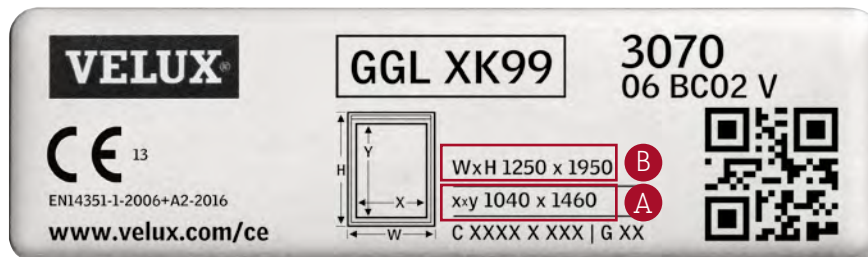 VELUX®
GGL XK99
3070
06 BC02 V
CE 13
EN14351-1-2006+A2-2016
www.velux.com/ce
H
Y
X
W
WxH 1250 x 1950
B
xxy 1040 x 1460
A
C XXXX X XXX | G XX